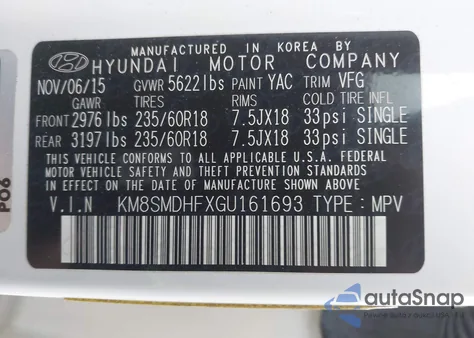 MANUFACTURED IN KOREA BY
HYUNDAI MOTOR COMPANY
NOV/06/15 GVWR 5622lbs PAINT YAC TRIM VFG
GAWR TIRES RIMS COLD TIRE INFL
FRONT 2976lbs 235/60R18 7.5JX18 33psi SINGLE
REAR 3197lbs 235/60R18 7.5JX18 33psi SINGLE
THIS VEHICLE CONFORMS TO ALL APPLICABLE U.S.A. FEDERAL
MOTOR VEHICLE SAFETY, BUMPER, AND THEFT PREVENTION
STANDARDS IN EFFECT ON THE DATE OF MANUFACTURE SHOWN ABOVE.
V.I.N KM8SMDHFXGU161693 TYPE : MPV
P06
autoSnap